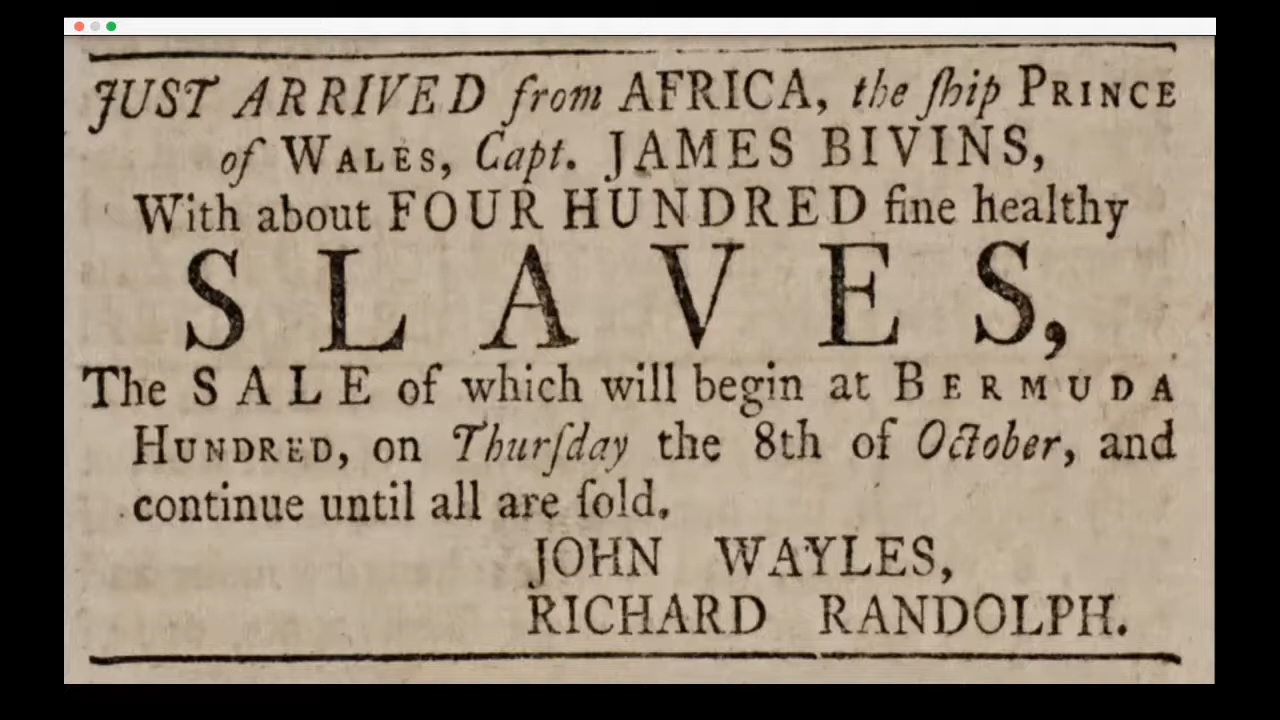 JUST ARRIVED from AFRICA, the ſhip PRINCE
of WALES, Capt. JAMES BIVINS,
With about FOUR HUNDRED fine healthy
SLAVES,
The SALE of which will begin at BERMUDA
HUNDRED, on Thurſday the 8th of October, and
continue until all are ſold.
JOHN WAYLES,
RICHARD RANDOLPH.